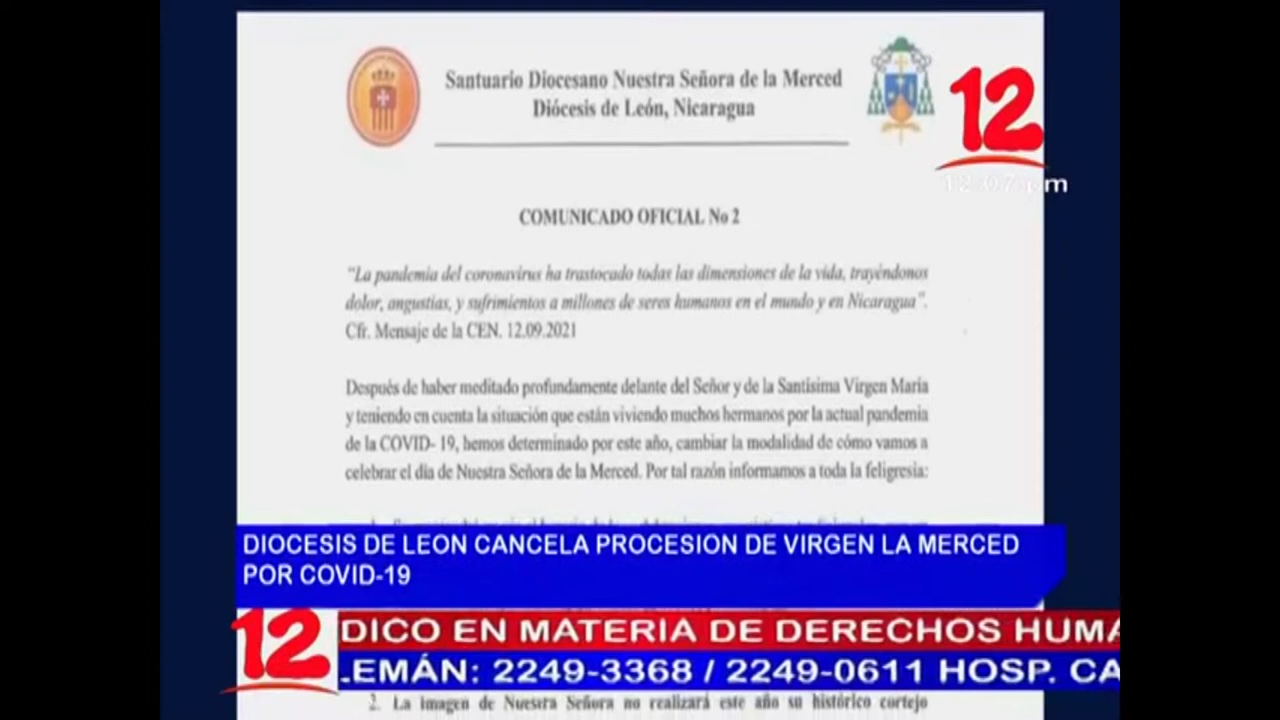 Santuario Diocesano Nuestra Señora de la Merced
Diócesis de León, Nicaragua
12
12:07 pm
COMUNICADO OFICIAL No 2
"La pandemia del coronavirus ha trastocado todas las dimensiones de la vida, trayéndonos
dolor, angustias, y sufrimientos a millones de seres humanos en el mundo y en Nicaragua".
Cfr. Mensaje de la CEN. 12.09.2021
Después de haber meditado profundamente delante del Señor y de la Santísima Virgen María
y teniendo en cuenta la situación que están viviendo muchos hermanos por la actual pandemia
de la COVID- 19, hemos determinado por este año, cambiar la modalidad de cómo vamos a
celebrar el día de Nuestra Señora de la Merced. Por tal razón informamos a toda la feligresia:
DIOCESIS DE LEON CANCELA PROCESION DE VIRGEN LA MERCED
POR COVID-19
12
DICO EN MATERIA DE DERECHOS HUMA
LEMÁN: 2249-3368 / 2249-0611 HOSP. CA
2. La imagen de Nuestra Señora no realizará este año su histórico cortejo